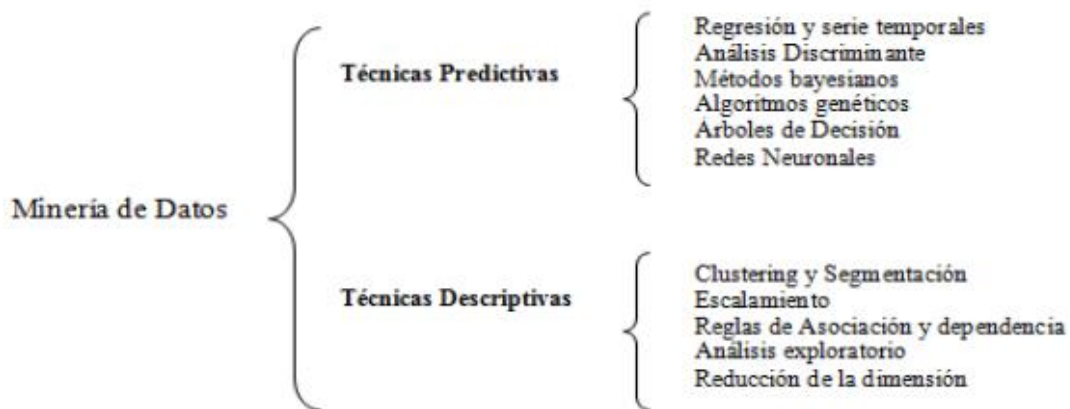 Minería de Datos
Técnicas Predictivas
Regresión y serie temporales
Análisis Discriminante
Métodos bayesianos
Algoritmos genéticos
Arboles de Decisión
Redes Neuronales
Técnicas Descriptivas
Clustering y Segmentación
Escalamiento
Reglas de Asociación y dependencia
Análisis exploratorio
Reducción de la dimensión